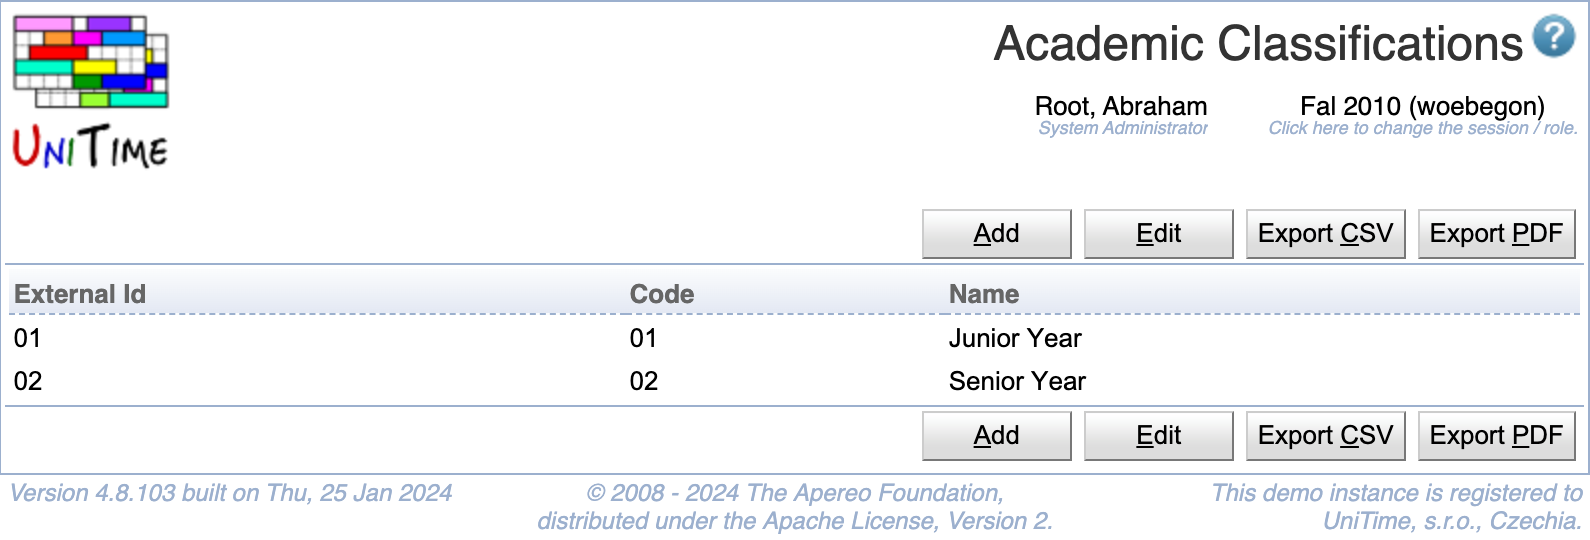 Academic Classifications ?
UniTime
Root, Abraham Fal 2010 (woebegon)
System Administrator Click here to change the session / role.
Add Edit Export CSV Export PDF
External Id Code Name
01 01 Junior Year
02 02 Senior Year
Add Edit Export CSV Export PDF
Version 4.8.103 built on Thu, 25 Jan 2024 © 2008 - 2024 The Apereo Foundation, This demo instance is registered to
distributed under the Apache License, Version 2. UniTime, s.r.o., Czechia.